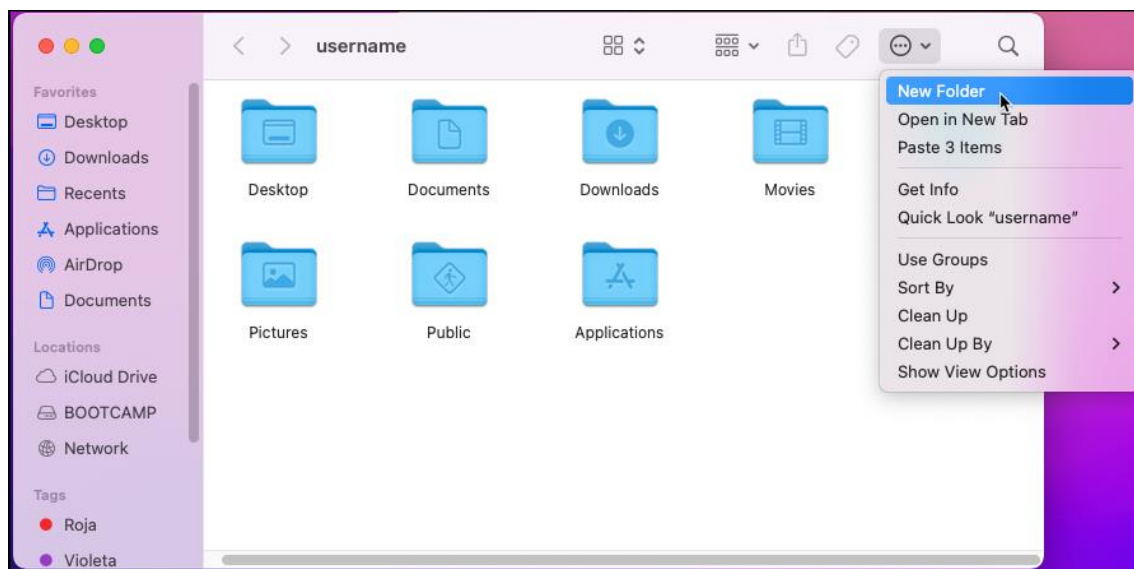 username
Favorites
Desktop
Downloads
Recents
Applications
AirDrop
Documents
Locations
iCloud Drive
BOOTCAMP
Network
Tags
Roja
Violeta
Desktop
Documents
Downloads
Movies
Pictures
Public
Applications
New Folder
Open in New Tab
Paste 3 Items
Get Info
Quick Look “username”
Use Groups
Sort By
Clean Up
Clean Up By
Show View Options